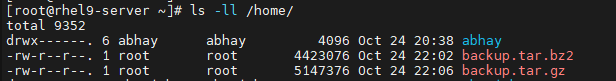 [root@rhel9-server ~]# ls -ll /home/
total 9352
drwx------. 6 abhay abhay 4096 Oct 24 20:38 abhay
-rw-r--r--. 1 root root 4423076 Oct 24 22:02 backup.tar.bz2
-rw-r--r--. 1 root root 5147376 Oct 24 22:06 backup.tar.gz